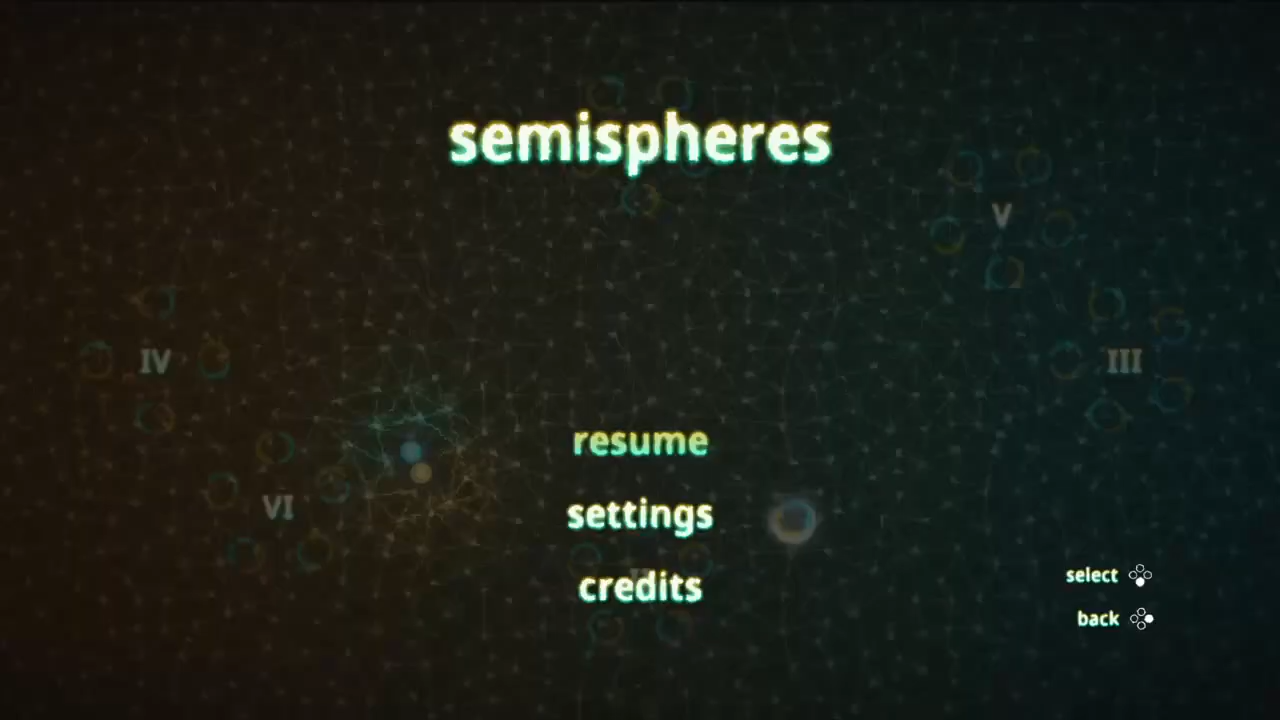 semispheres
V
IV
III
resume
VI
settings
credits
select
back